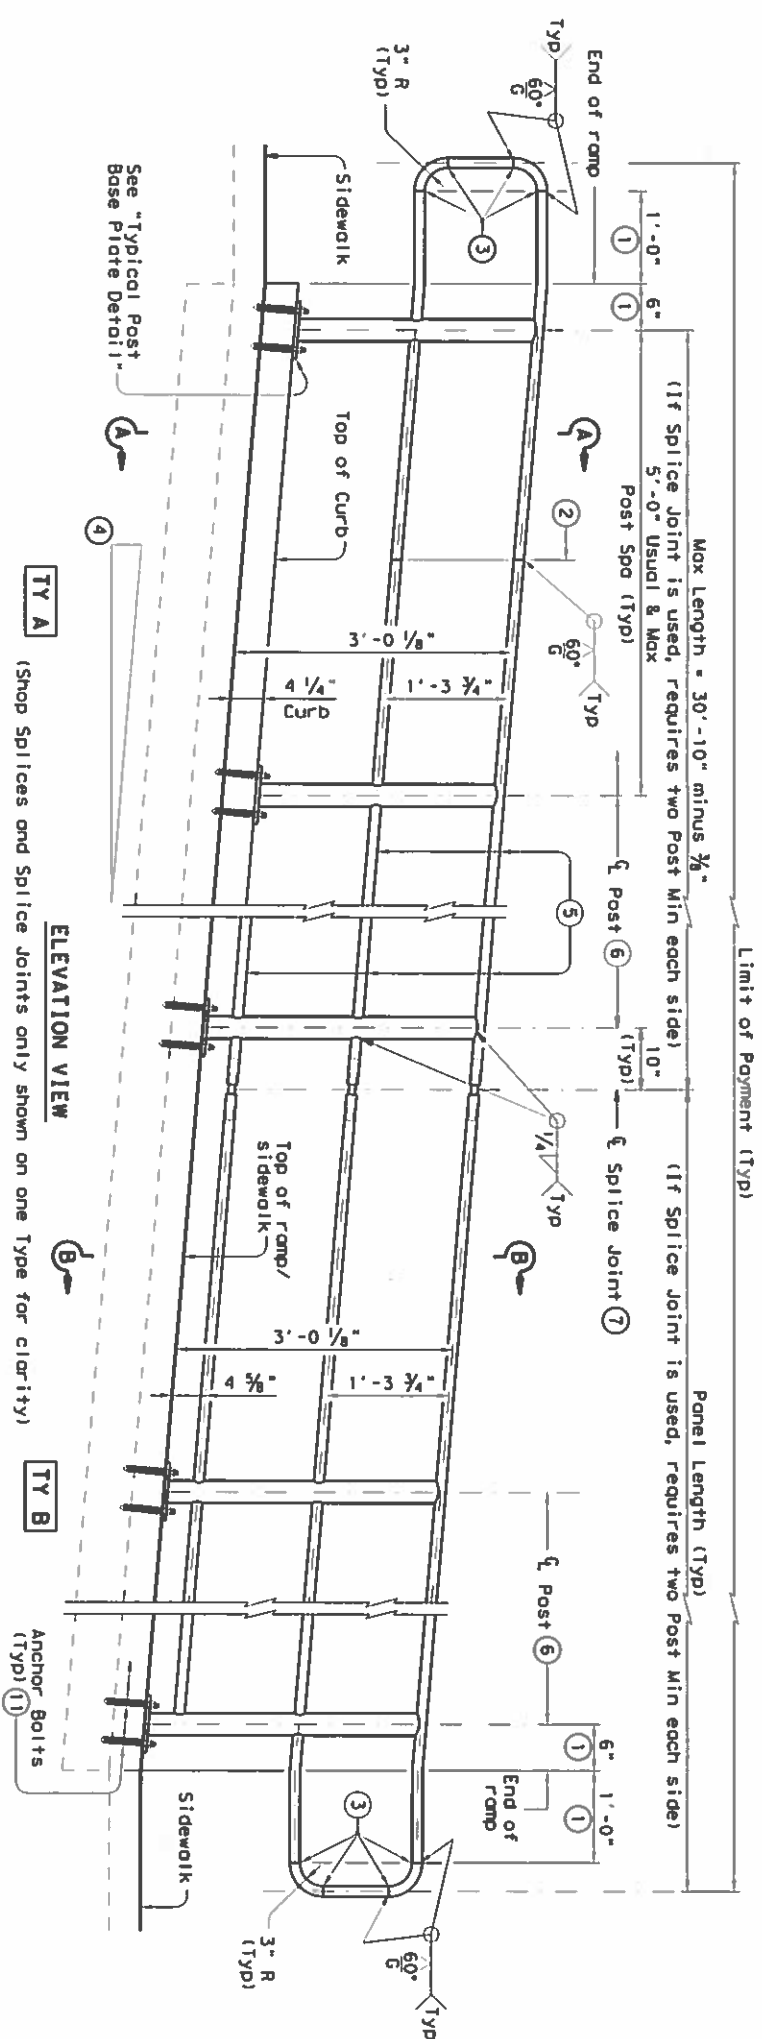 Limit of Payment (Typ)
Max Length = 30'-10" minus 3/8"
(If Splice Joint is used, requires two Post Min each side)
Panel Length (Typ)
(If Splice Joint is used, requires two Post Min each side)
5'-0" Usual & Max
Post Spa (Typ)
1'-0"
1
6"
1
End of ramp
Typ
60°
G
3" R
(Typ)
3
A
2
60°
G
Typ
℄ Post 6
10"
(Typ)
℄ Splice Joint 7
1/4
Typ
B
℄ Post 6
6"
1
1'-0"
1
End of
ramp
60°
G
Typ
3
3" R
(Typ)
Sidewalk
Top of Curb
3'-0 1/8"
1'-3 3/4"
4 1/4"
Curb
5
Top of ramp/
sidewalk
3'-0 1/8"
1'-3 3/4"
4 5/8"
Sidewalk
See "Typical Post
Base Plate Detail"
A
4
B
Anchor Bolts
(Typ) 11
TY A
ELEVATION VIEW
TY B
(Shop Splices and Splice Joints only shown on one Type for clarity)